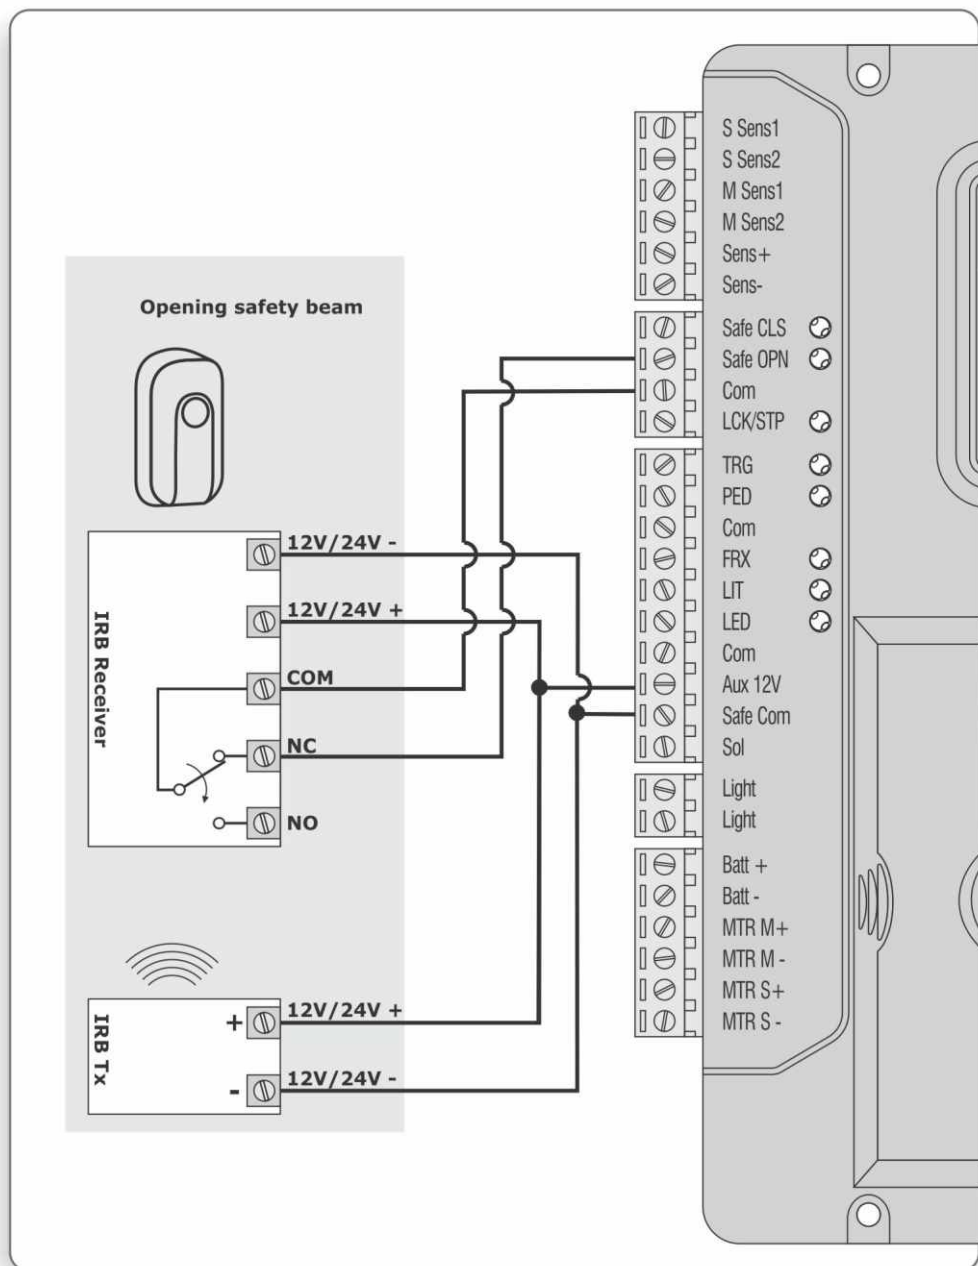 Opening safety beam
IRB Receiver
12V/24V -
12V/24V +
COM
NC
NO
IRB Tx
+
12V/24V +
-
12V/24V -
S Sens1
S Sens2
M Sens1
M Sens2
Sens+
Sens-
Safe CLS
Safe OPN
Com
LCK/STP
TRG
PED
Com
FRX
LIT
LED
Com
Aux 12V
Safe Com
Sol
Light
Light
Batt +
Batt -
MTR M+
MTR M -
MTR S+
MTR S -